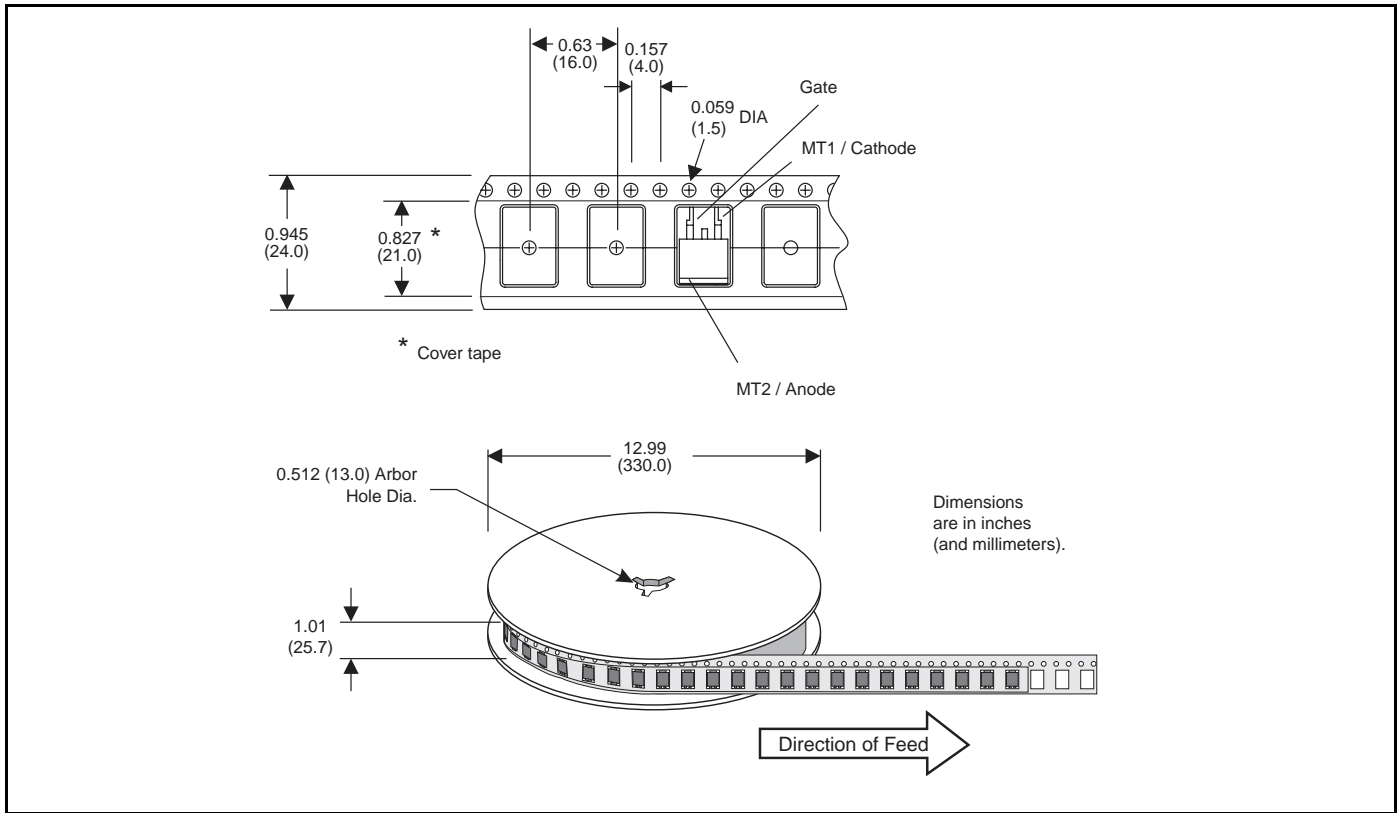 0.63
(16.0)
0.157
(4.0)
Gate
0.059 DIA
(1.5)
MT1 / Cathode
0.945
(24.0)
0.827 *
(21.0)
* Cover tape
MT2 / Anode
12.99
(330.0)
0.512 (13.0) Arbor
Hole Dia.
Dimensions
are in inches
(and millimeters).
1.01
(25.7)
Direction of Feed